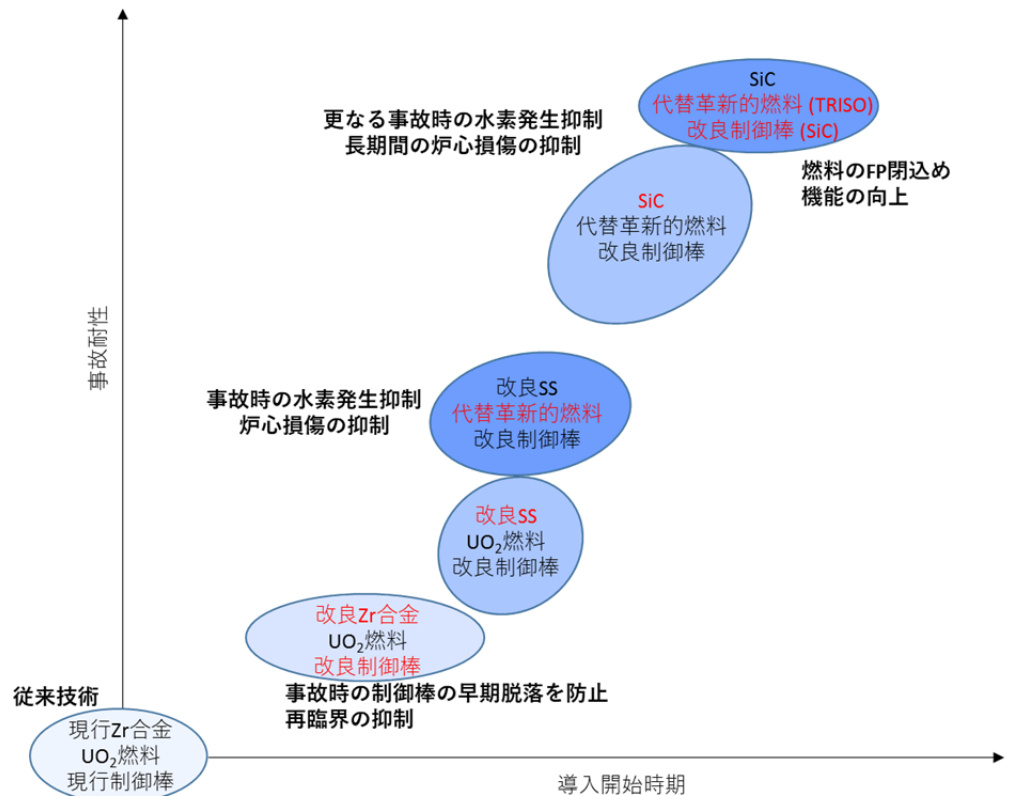 SiC
代替革新的燃料 (TRISO)
改良制御棒 (SiC)
更なる事故時の水素発生抑制
長期間の炉心損傷の抑制
燃料のFP閉込め
機能の向上
SiC
代替革新的燃料
改良制御棒
事故耐性
改良SS
代替革新的燃料
改良制御棒
事故時の水素発生抑制
炉心損傷の抑制
改良SS
UO₂燃料
改良制御棒
改良Zr合金
UO₂燃料
改良制御棒
事故時の制御棒の早期脱落を防止
再臨界の抑制
従来技術
現行Zr合金
UO₂燃料
現行制御棒
導入開始時期